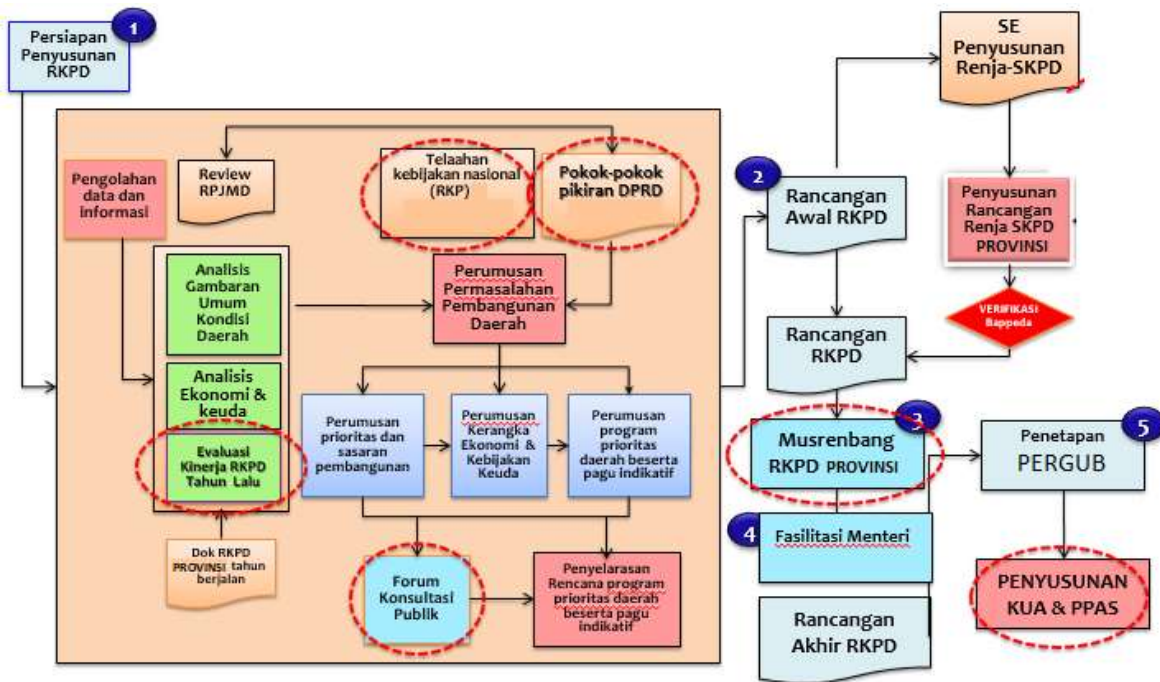 1
Persiapan
Penyusunan
RKPD
Pengolahan
data dan
informasi
Review
RPJMD
Telaahan
kebijakan nasional
(RKP)
Pokok-pokok
pikiran DPRD
Analisis
Gambaran
Umum
Kondisi
Daerah
Perumusan
Permasalahan
Pembangunan
Daerah
Analisis
Ekonomi &
keuda
Evaluasi
Kinerja RKPD
Tahun Lalu
Perumusan
prioritas dan
sasaran
pembangunan
Perumusan
Kerangka
Ekonomi &
Kebijakan
Keuda
Perumusan
program
prioritas
daerah beserta
pagu indikatif
Dok RKPD
PROVINSI tahun
berjalan
Forum
Konsultasi
Publik
Penyelarasan
Rencana program
prioritas daerah
beserta pagu
indikatif
2
Rancangan
Awal RKPD
SE
Penyusunan
Renja-SKPD
Penyusunan
Rancangan
Renja SKPD
PROVINSI
VERIFIKASI
Bappeda
Rancangan
RKPD
3
Musrenbang
RKPD PROVINSI
4
Fasilitasi Menteri
Rancangan
Akhir RKPD
5
Penetapan
PERGUB
PENYUSUNAN
KUA & PPAS